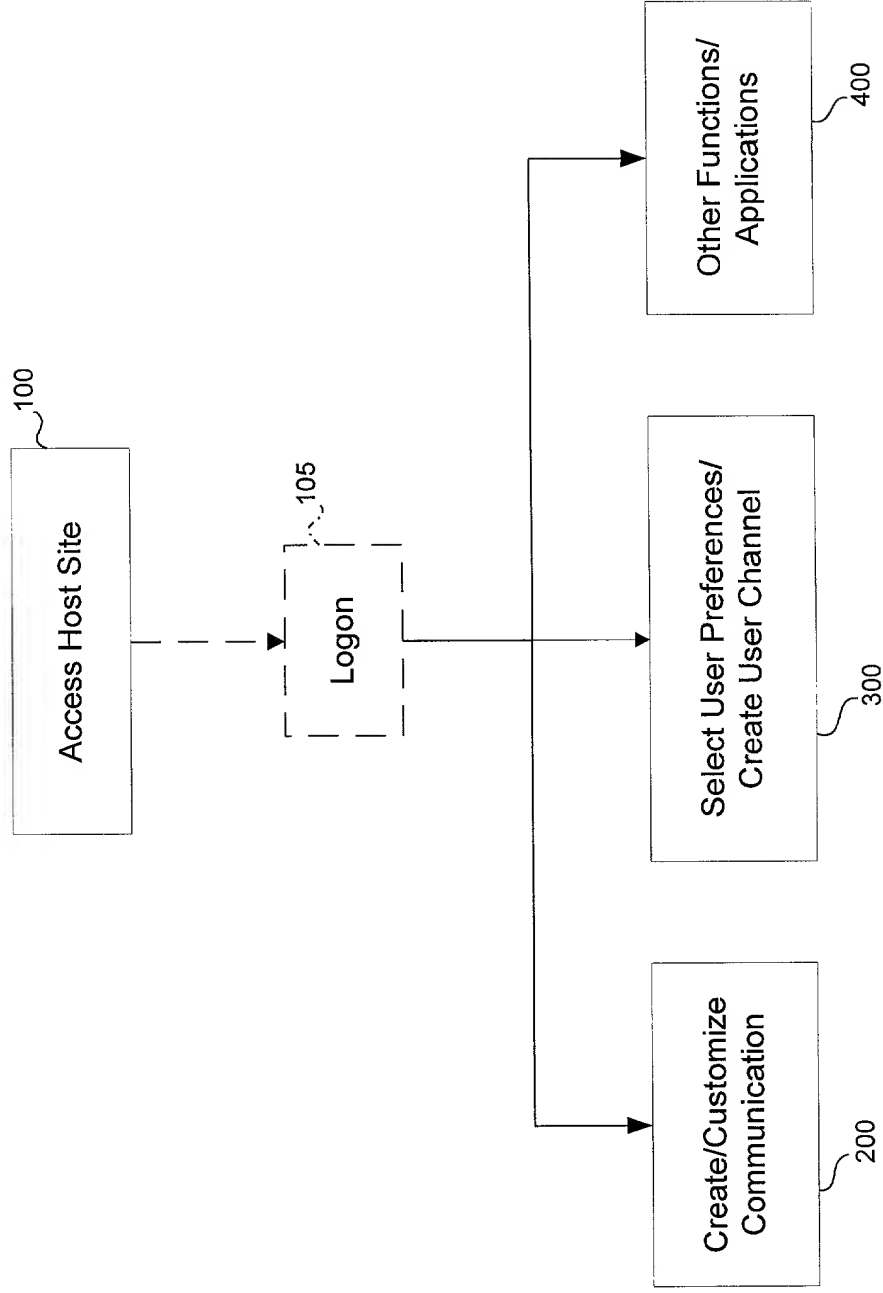 Access Host Site
100
Logon
105
Create/Customize
Communication
200
Select User Preferences/
Create User Channel
300
Other Functions/
Applications
400